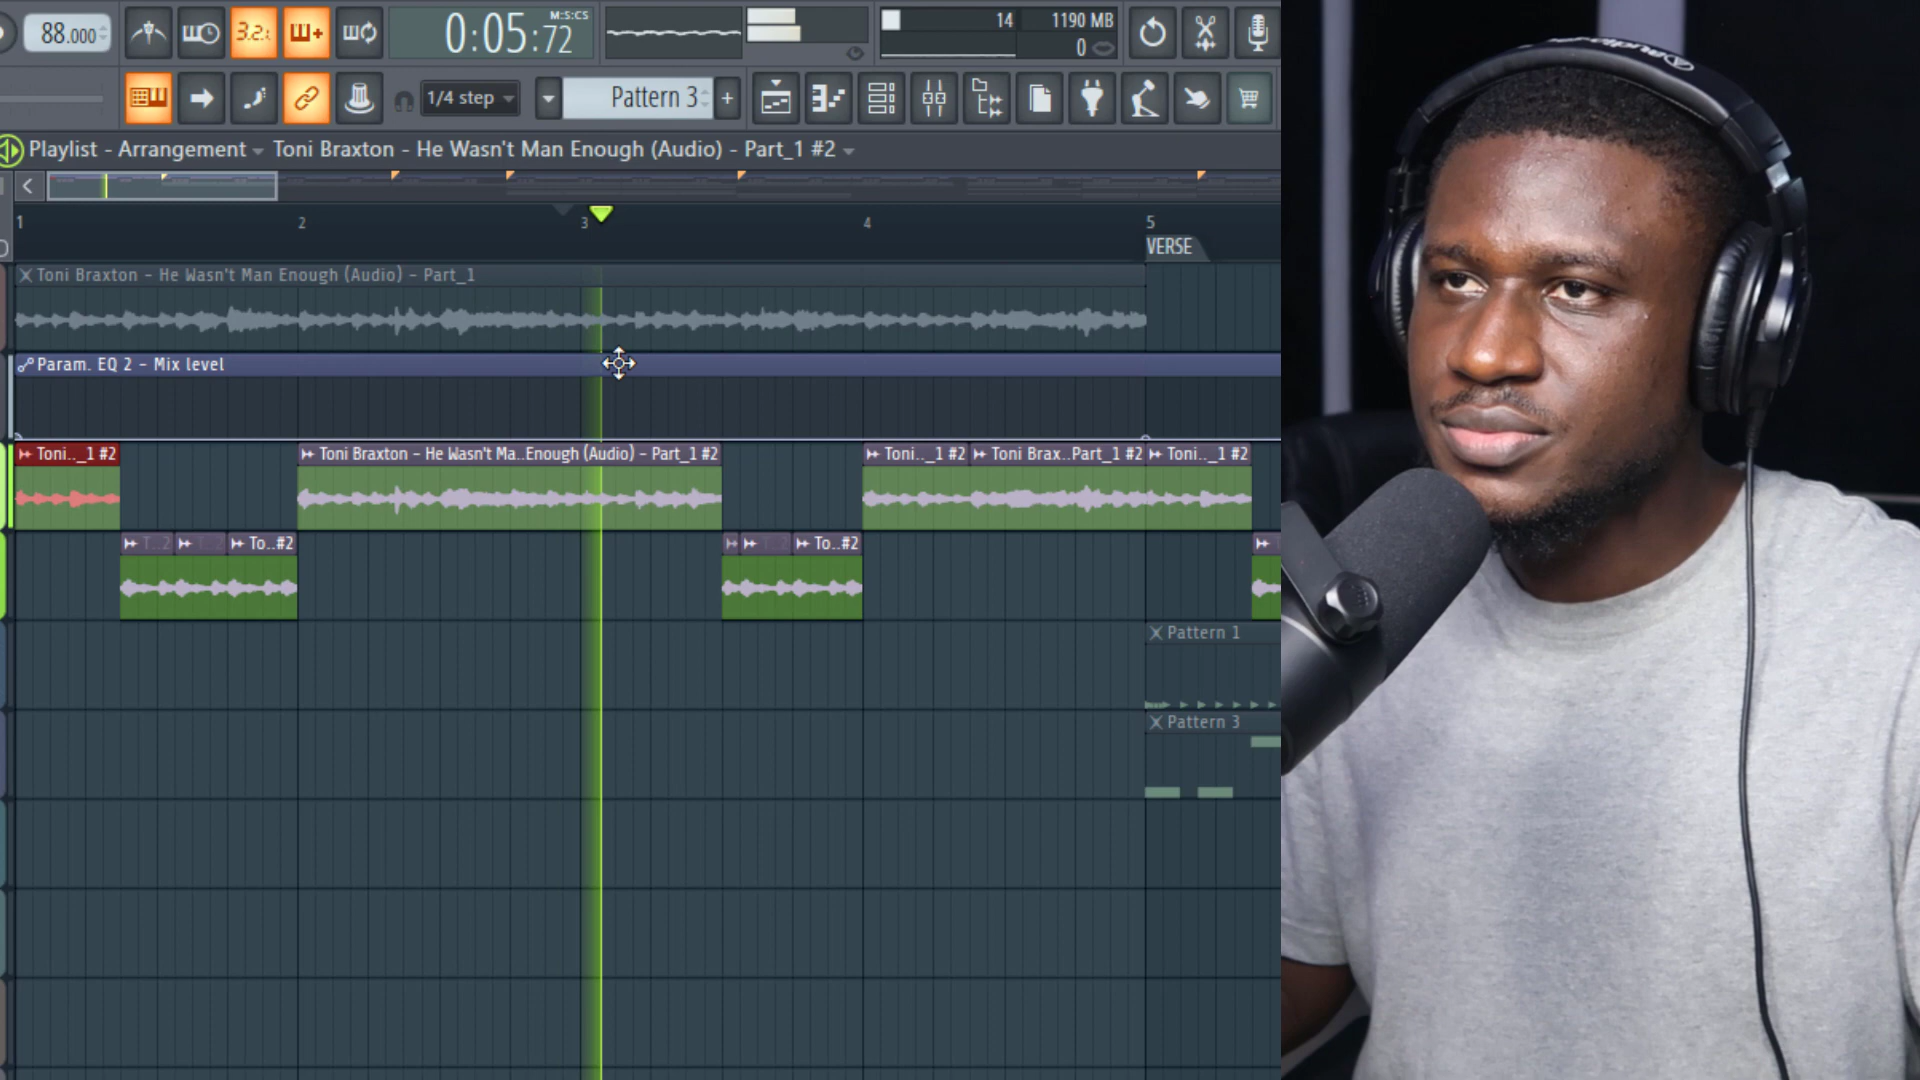 88.000
3.2.
M:S:CS
0:05:72
14
1190 MB
0
1/4 step
Pattern 3
+
Playlist - Arrangement
Toni Braxton - He Wasn't Man Enough (Audio) - Part_1 #2
1
2
3
4
5
VERSE
Toni Braxton - He Wasn't Man Enough (Audio) - Part_1
Param. EQ 2 - Mix level
Toni.._1 #2
Toni Braxton - He Wasn't Ma..Enough (Audio) - Part_1 #2
Toni.._1 #2
Toni Brax..Part_1 #2
Toni.._1 #2
T..2
..2
To..#2
..2
To..#2
Pattern 1
Pattern 3